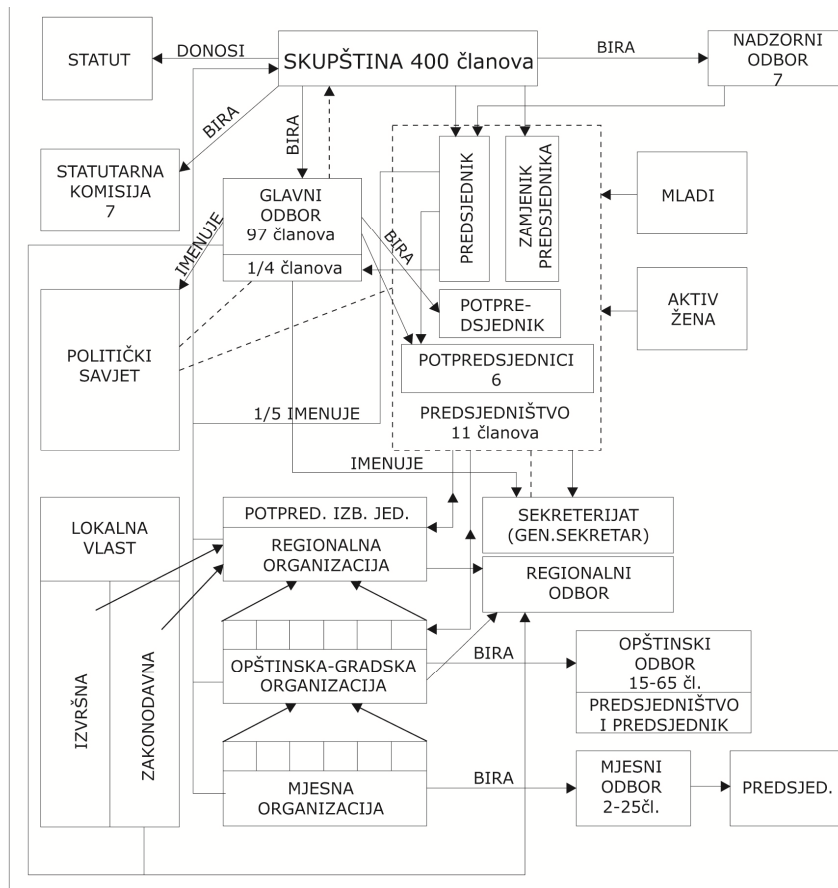 STATUT
DONOSI
SKUPŠTINA 400 članova
BIRA
NADZORNI
ODBOR
7
BIRA
BIRA
STATUTARNA
KOMISIJA
7
GLAVNI
ODBOR
97 članova
1/4 članova
IMENUJE
BIRA
PREDSJEDNIK
ZAMJENIK
PREDSJEDNIKA
MLADI
AKTIV
ŽENA
POTPRE-
DSJEDNIK
POTPREDSJEDNICI
6
PREDSJEDNIŠTVO
11 članova
POLITIČKI
SAVJET
1/5 IMENUJE
IMENUJE
LOKALNA
VLAST
IZVRŠNA
ZAKONODAVNA
POTPRED. IZB. JED.
REGIONALNA
ORGANIZACIJA
SEKRETERIJAT
(GEN.SEKRETAR)
REGIONALNI
ODBOR
OPŠTINSKA-GRADSKA
ORGANIZACIJA
BIRA
OPŠTINSKI
ODBOR
15-65 čl.
PREDSJEDNIŠTVO
I PREDSJEDNIK
MJESNA
ORGANIZACIJA
BIRA
MJESNI
ODBOR
2-25čl.
PREDSJED.